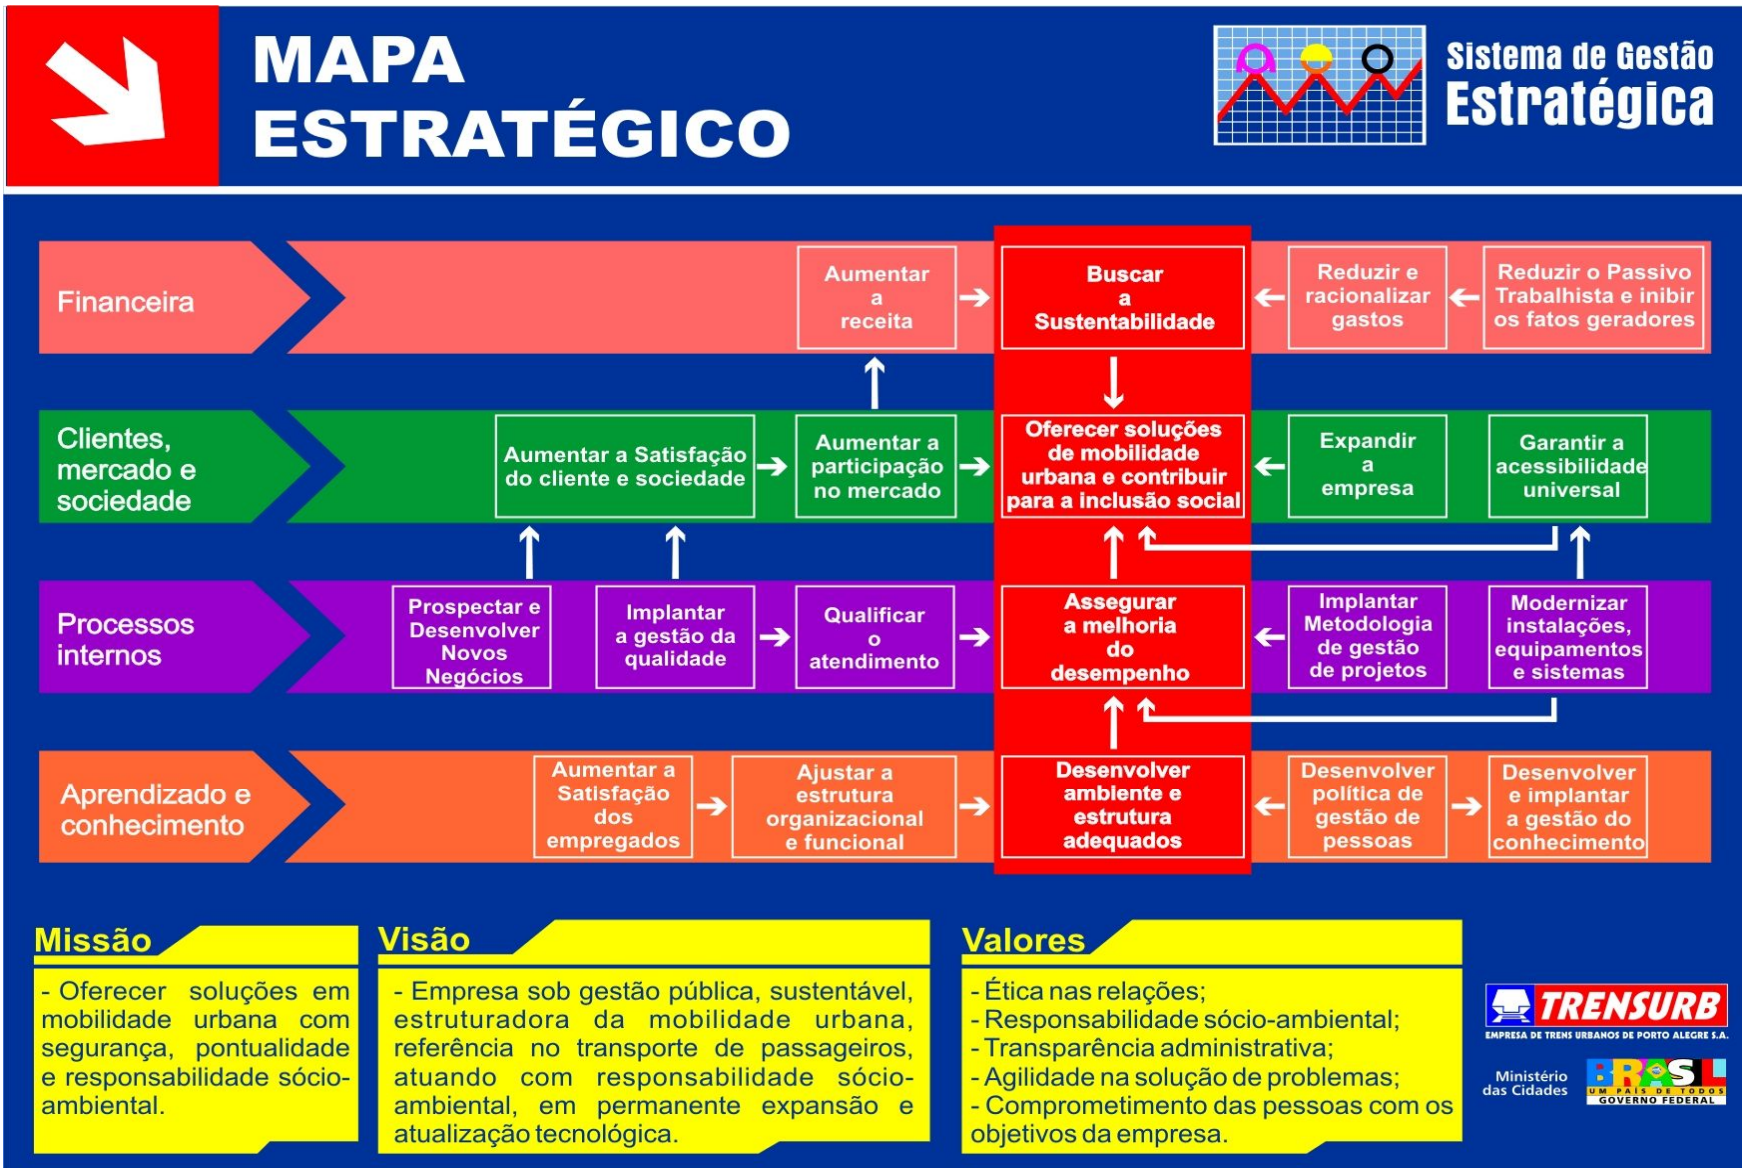 MAPA
ESTRATÉGICO
Sistema de Gestão
Estratégica
Financeira
Aumentar
a
receita
Buscar
a
Sustentabilidade
Reduzir e
racionalizar
gastos
Reduzir o Passivo
Trabalhista e inibir
os fatos geradores
Clientes,
mercado e
sociedade
Aumentar a Satisfação
do cliente e sociedade
Aumentar a
participação
no mercado
Oferecer soluções
de mobilidade
urbana e contribuir
para a inclusão social
Expandir
a
empresa
Garantir a
acessibilidade
universal
Processos
internos
Prospectar e
Desenvolver
Novos
Negócios
Implantar
a gestão da
qualidade
Qualificar
o
atendimento
Assegurar
a melhoria
do
desempenho
Implantar
Metodologia
de gestão
de projetos
Modernizar
instalações,
equipamentos
e sistemas
Aprendizado e
conhecimento
Aumentar a
Satisfação
dos
empregados
Ajustar a
estrutura
organizacional
e funcional
Desenvolver
ambiente e
estrutura
adequados
Desenvolver
política de
gestão de
pessoas
Desenvolver
e implantar
a gestão do
conhecimento
Missão
- Oferecer soluções em
mobilidade urbana com
segurança, pontualidade
e responsabilidade sócio-
ambiental.
Visão
- Empresa sob gestão pública, sustentável,
estruturadora da mobilidade urbana,
referência no transporte de passageiros,
atuando com responsabilidade sócio-
ambiental, em permanente expansão e
atualização tecnológica.
Valores
- Ética nas relações;
- Responsabilidade sócio-ambiental;
- Transparência administrativa;
- Agilidade na solução de problemas;
- Comprometimento das pessoas com os
objetivos da empresa.
TRENSURB
EMPRESA DE TRENS URBANOS DE PORTO ALEGRE S.A.
Ministério
das Cidades
BRASIL
UM PAÍS DE TODOS
GOVERNO FEDERAL